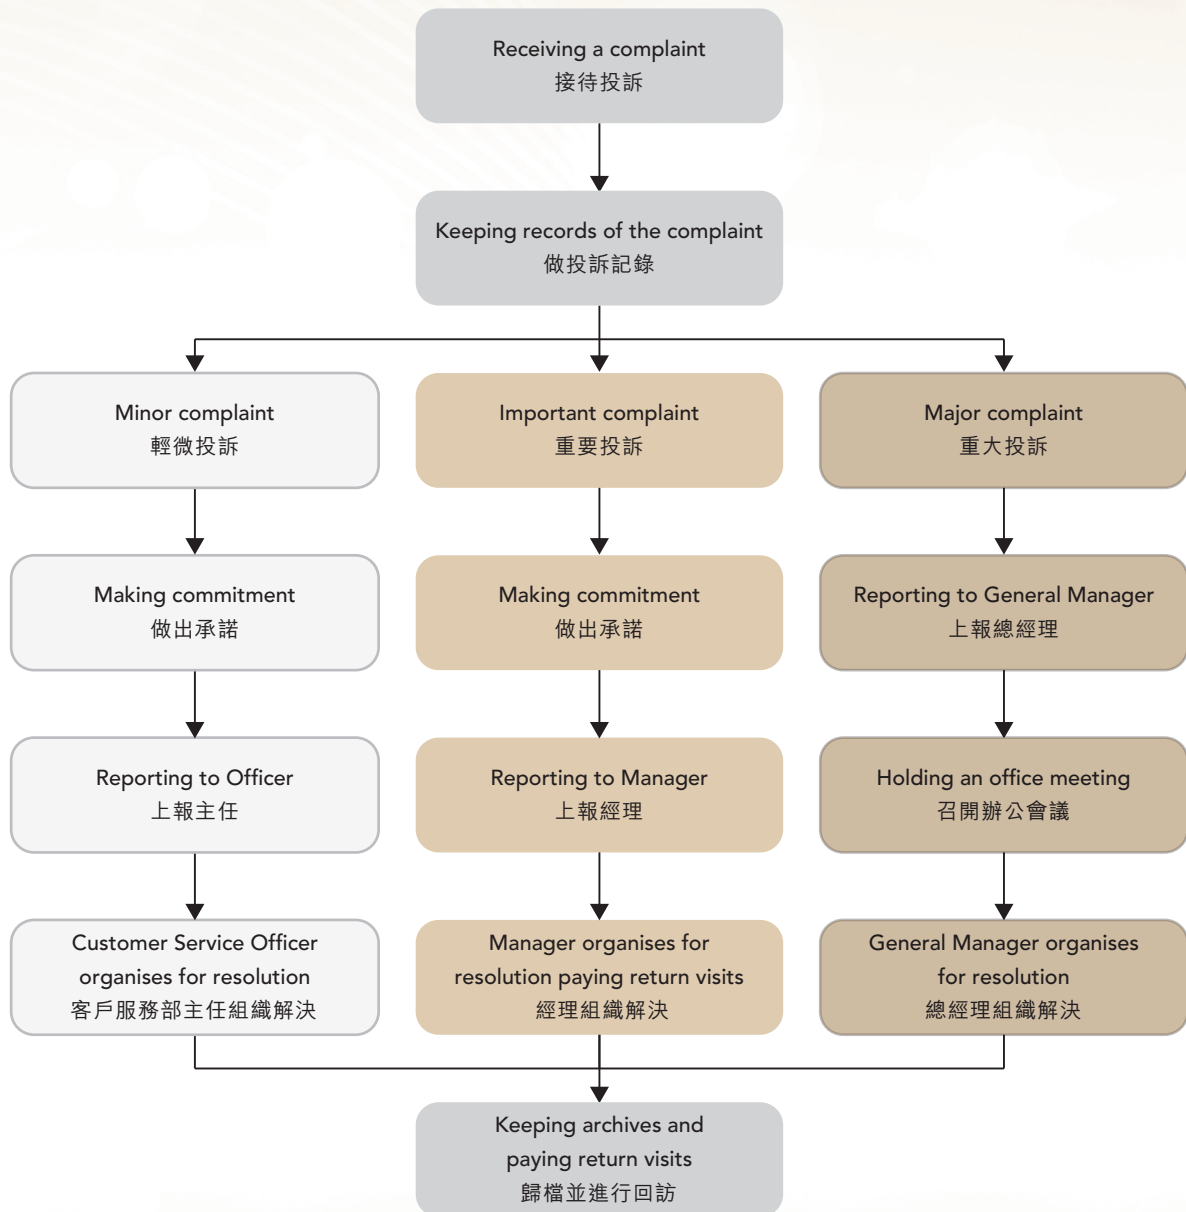 Receiving a complaint
接待投訴
Keeping records of the complaint
做投訴記錄
Minor complaint
輕微投訴
Important complaint
重要投訴
Major complaint
重大投訴
Making commitment
做出承諾
Making commitment
做出承諾
Reporting to General Manager
上報總經理
Reporting to Officer
上報主任
Reporting to Manager
上報經理
Holding an office meeting
召開辦公會議
Customer Service Officer
organises for resolution
客戶服務部主任組織解決
Manager organises for
resolution paying return visits
經理組織解決
General Manager organises
for resolution
總經理組織解決
Keeping archives and
paying return visits
歸檔並進行回訪